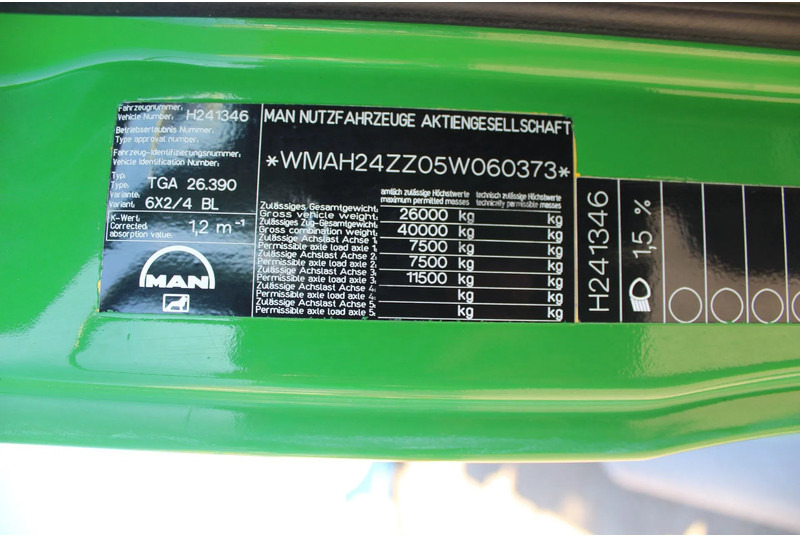 Fahrzeugnummer:
Vehicle Number: H241346
Betriebserlaubnis Nummer:
Type approval number:
Fahrzeug-Identifizierungsnummer:
Vehicle Identification Number:
Typ:
Type: TGA 26.390
Variante:
Variant: 6X2/4 BL
K-Wert:
Corrected absorption value: 1,2 m⁻¹
MAN
MAN NUTZFAHRZEUGE AKTIENGESELLSCHAFT
*WMAH24ZZ05W060373*
amtlich zulässige Höchstwerte technisch zulässige Höchstwerte
maximum permitted masses technically permissible masses
Zulässiges Gesamtgewicht:
Gross vehicle weight: 26000 kg kg
Zulässiges Zug-Gesamtgewicht:
Gross combination weight: 40000 kg kg
Zulässige Achslast Achse 1:
Permissible axle load axle 1: 7500 kg kg
Zulässige Achslast Achse 2:
Permissible axle load axle 2: 7500 kg kg
Zulässige Achslast Achse 3:
Permissible axle load axle 3: 11500 kg kg
Zulässige Achslast Achse 4:
Permissible axle load axle 4: kg kg
Zulässige Achslast Achse 5:
Permissible axle load axle 5: kg kg
H241346
1,5 %